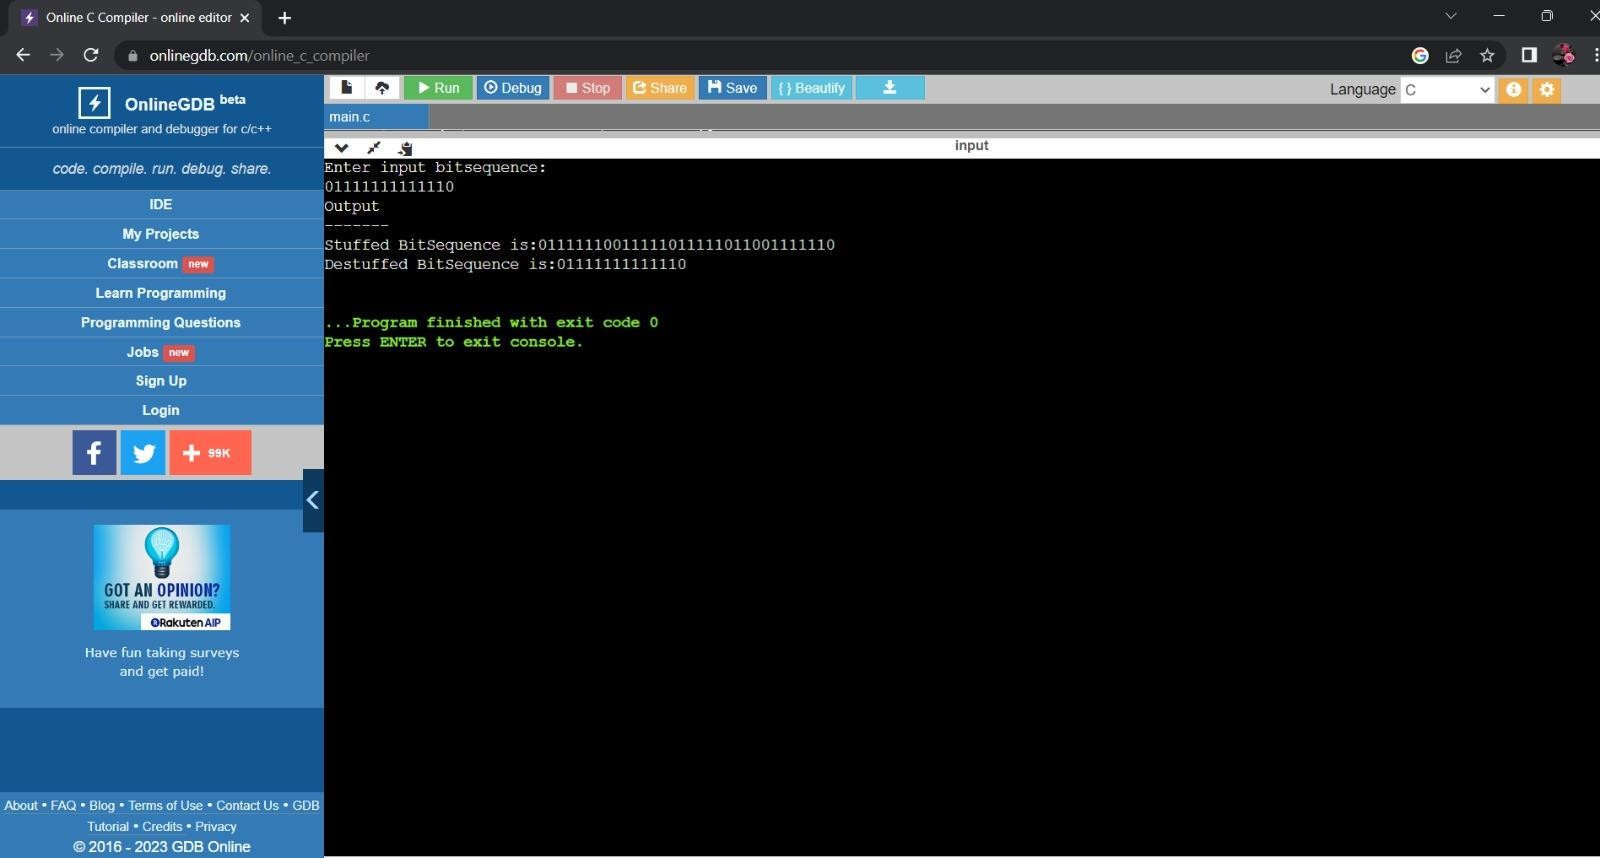 Online C Compiler - online editor
onlinegdb.com/online_c_compiler
OnlineGDB beta
online compiler and debugger for c/c++
code. compile. run. debug. share.
IDE
My Projects
Classroom new
Learn Programming
Programming Questions
Jobs new
Sign Up
Login
99K
GOT AN OPINION?
SHARE AND GET REWARDED.
Rakuten AIP
Have fun taking surveys
and get paid!
About • FAQ • Blog • Terms of Use • Contact Us • GDB
Tutorial • Credits • Privacy
© 2016 - 2023 GDB Online
Run Debug Stop Share Save { } Beautify
Language C
main.c
input
Enter input bitsequence:
01111111111110
Output
-------
Stuffed BitSequence is:01111110011111011111011001111110
Destuffed BitSequence is:01111111111110
...Program finished with exit code 0
Press ENTER to exit console.